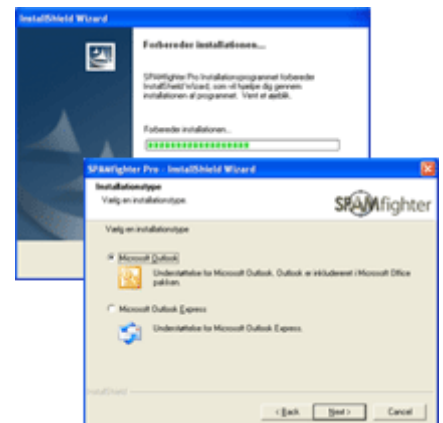 InstallShield Wizard
Forbereder installationen...
SPAMfighter Pro Installationsprogrammet forbereder
InstallShield Wizard, som vil hjælpe dig gennem
installationen af programmet. Vent et øjeblik.
Forbereder installationen...
SPAMfighter Pro - InstallShield Wizard
Installationstype
Vælg en installationstype.
SPAMfighter
Vælg en installationstype
Microsoft Outlook
Understøttelse for Microsoft Outlook. Outlook er inkluderet i Microsoft Office
pakken.
Microsoft Outlook Express
Understøttelse for Microsoft Outlook Express.
InstallShield
< Back
Next >
Cancel